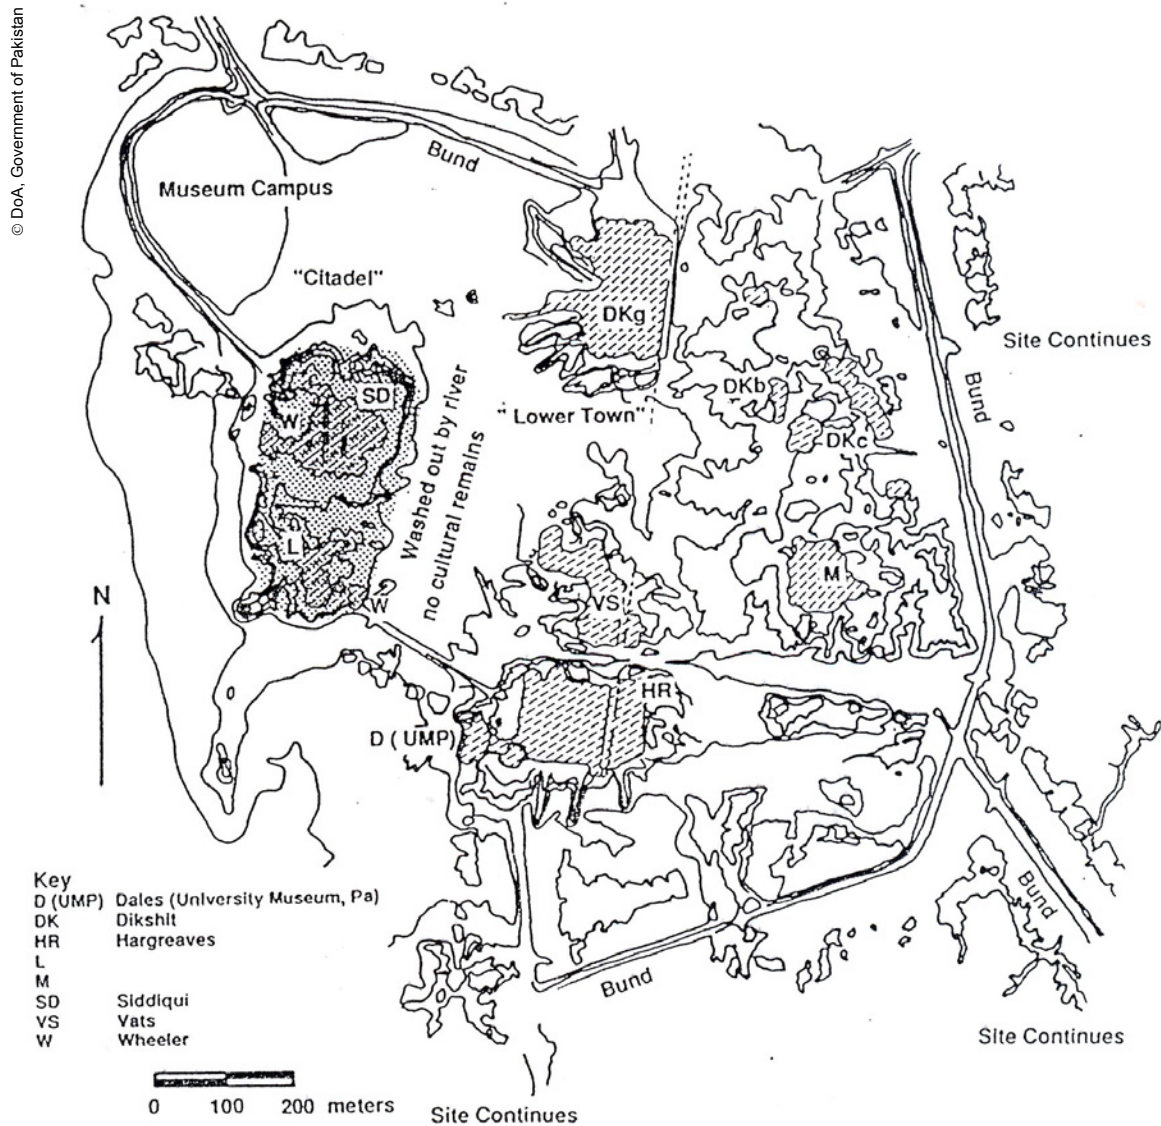 © DoA, Government of Pakistan
Bund
Museum Campus
"Citadel"
DKg
Site Continues
SD
W
DKb
Bund
"Lower Town"
DKc
Washed out by river
no cultural remains
L
M
VS
W
N
HR
D (UMP)
Key
D (UMP) Dales (University Museum, Pa)
DK Dikshit
HR Hargreaves
L
M
SD Siddiqui
VS Vats
W Wheeler
Bund
Bund
Site Continues
0 100 200 meters
Site Continues